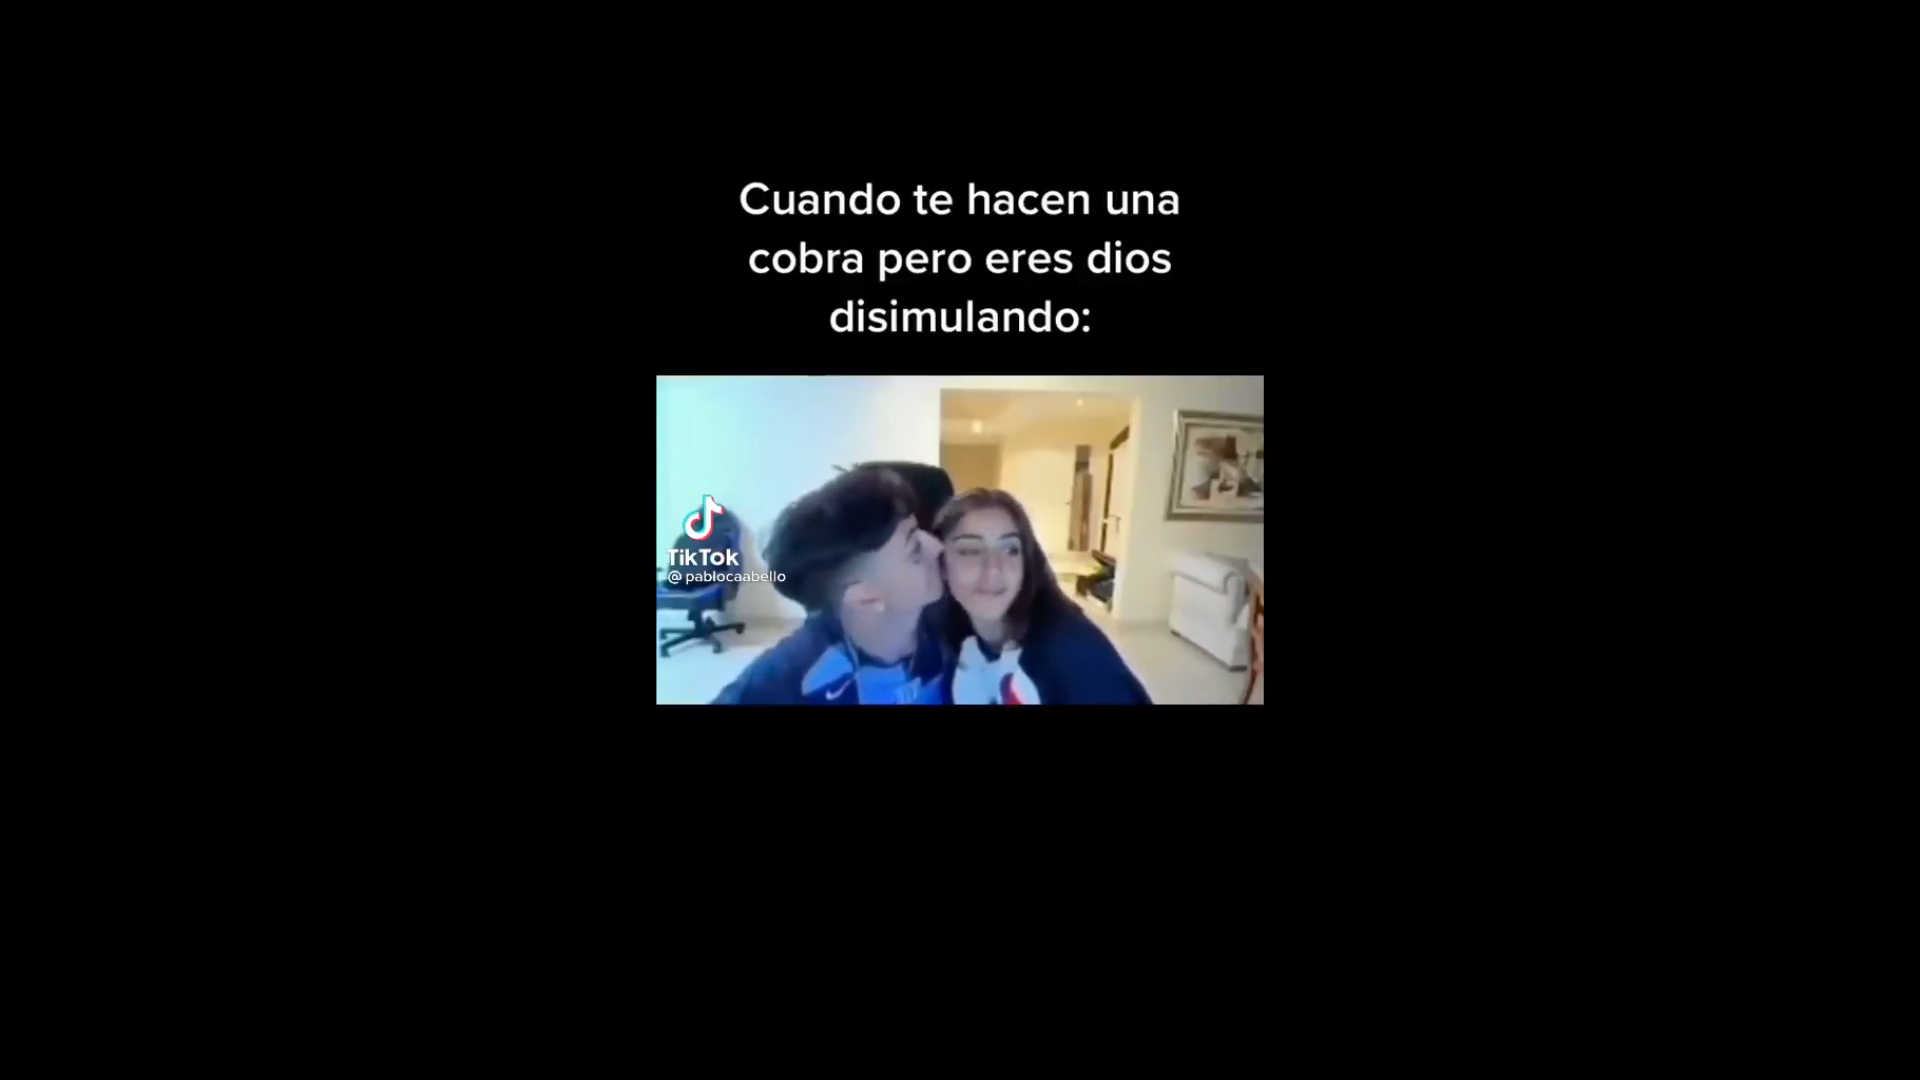 Cuando te hacen una
cobra pero eres dios
disimulando:
TikTok
@ pablocaabello